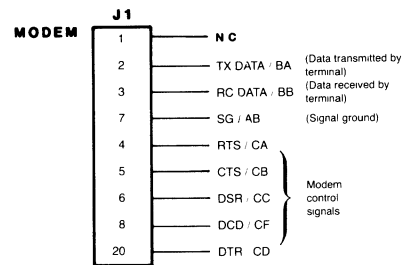 J1
MODEM
1 NC
2 TX DATA / BA (Data transmitted by terminal)
3 RC DATA / BB (Data received by terminal)
7 SG / AB (Signal ground)
4 RTS / CA
5 CTS / CB
6 DSR / CC
8 DCD / CF
20 DTR CD
Modem
control
signals